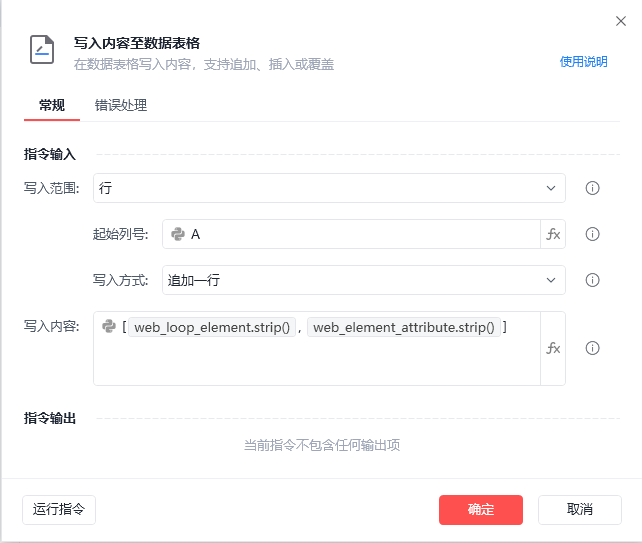 写入内容至数据表格
在数据表格写入内容，支持追加、插入或覆盖
使用说明
常规 错误处理
指令输入
写入范围: 行
起始列号: A fx
写入方式: 追加一行
写入内容: [web_loop_element.strip(), web_element_attribute.strip()] fx
指令输出
当前指令不包含任何输出项
运行指令 确定 取消